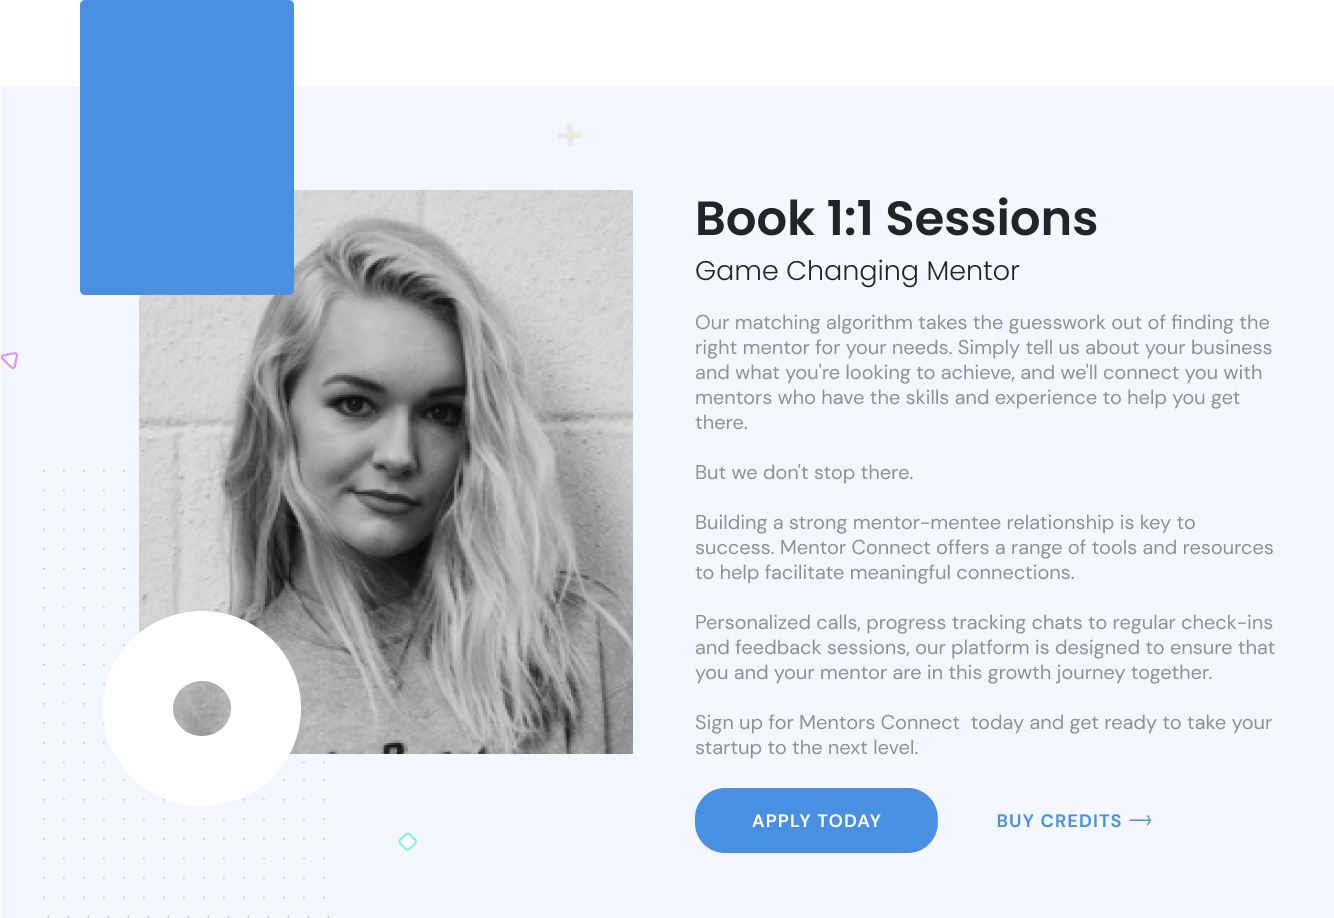 Book 1:1 Sessions
Game Changing Mentor
Our matching algorithm takes the guesswork out of finding the
right mentor for your needs. Simply tell us about your business
and what you're looking to achieve, and we'll connect you with
mentors who have the skills and experience to help you get
there.
But we don't stop there.
Building a strong mentor-mentee relationship is key to
success. Mentor Connect offers a range of tools and resources
to help facilitate meaningful connections.
Personalized calls, progress tracking chats to regular check-ins
and feedback sessions, our platform is designed to ensure that
you and your mentor are in this growth journey together.
Sign up for Mentors Connect  today and get ready to take your
startup to the next level.
APPLY TODAY
BUY CREDITS